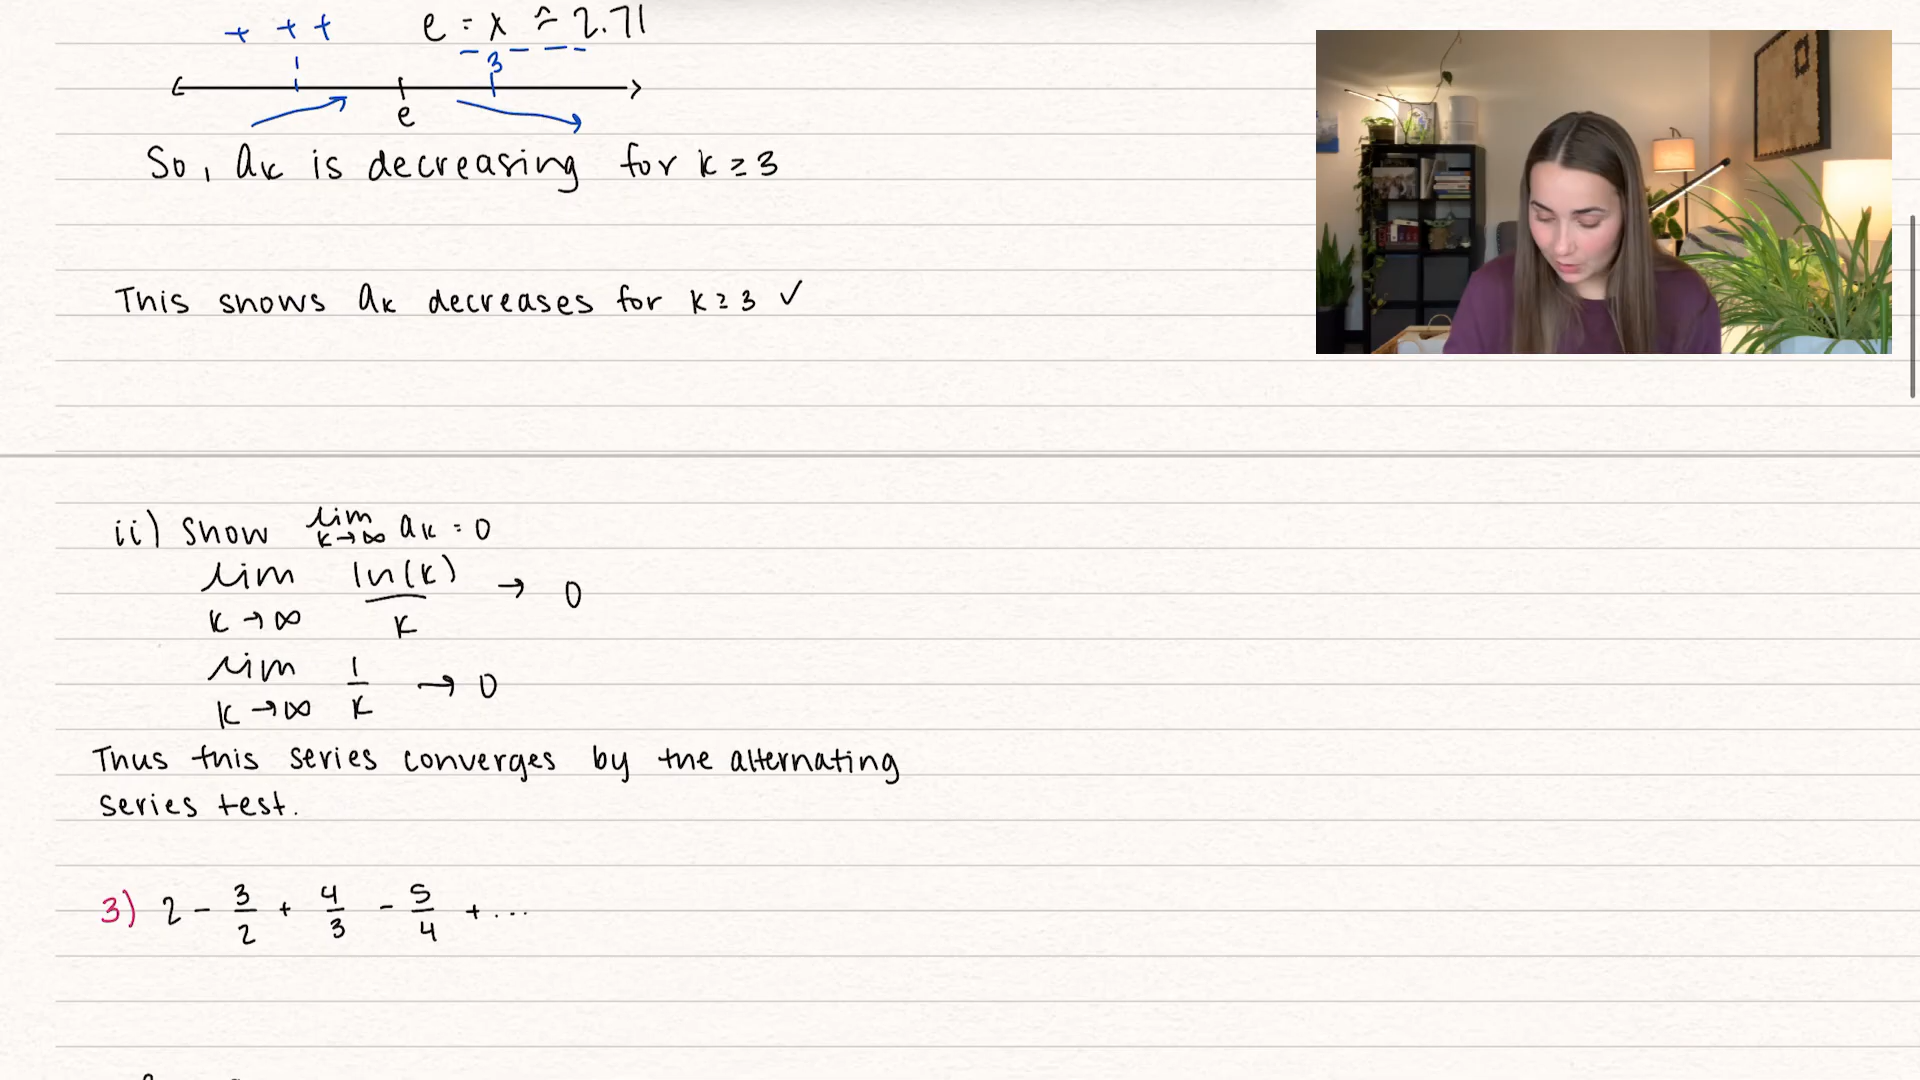 + + + e = x ≈ 2.71
- - - -
3
e
So, ak is decreasing for k ≥ 3
This shows ak decreases for k ≥ 3 ✓
ii) Show lim k→∞ ak = 0
lim k→∞ ln(k)/k → 0
lim k→∞ 1/k → 0
Thus this series converges by the alternating
series test.
3) 2 - 3/2 + 4/3 - 5/4 + ...